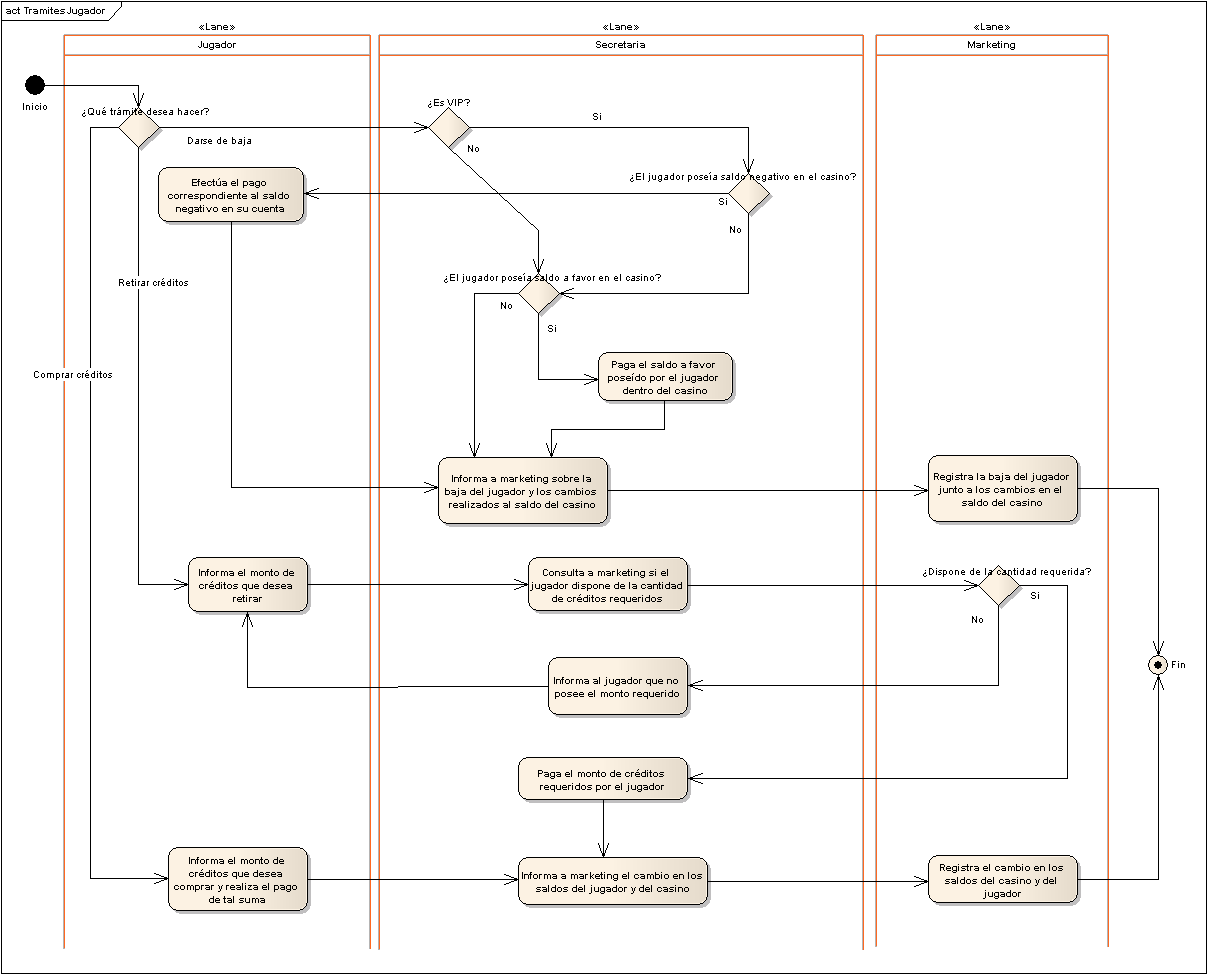 act TramitesJugador
«Lane»
«Lane»
«Lane»
Jugador
Secretaria
Marketing
Inicio
¿Qué trámite desea hacer?
¿Es VIP?
Si
Darse de baja
No
Efectúa el pago
correspondiente al saldo
negativo en su cuenta
¿El jugador poseía saldo negativo en el casino?
Si
No
Retirar créditos
¿El jugador poseía saldo a favor en el casino?
No
Si
Comprar créditos
Paga el saldo a favor
poseído por el jugador
dentro del casino
Informa a marketing sobre la
baja del jugador y los cambios
realizados al saldo del casino
Registra la baja del jugador
junto a los cambios en el
saldo del casino
Informa el monto de
créditos que desea
retirar
Consulta a marketing si el
jugador dispone de la cantidad
de créditos requeridos
¿Dispone de la cantidad requerida?
Si
No
Informa al jugador que no
posee el monto requerido
Fin
Paga el monto de créditos
requeridos por el jugador
Informa el monto de
créditos que desea
comprar y realiza el pago
de tal suma
Informa a marketing el cambio en los
saldos del jugador y del casino
Registra el cambio en los
saldos del casino y del
jugador